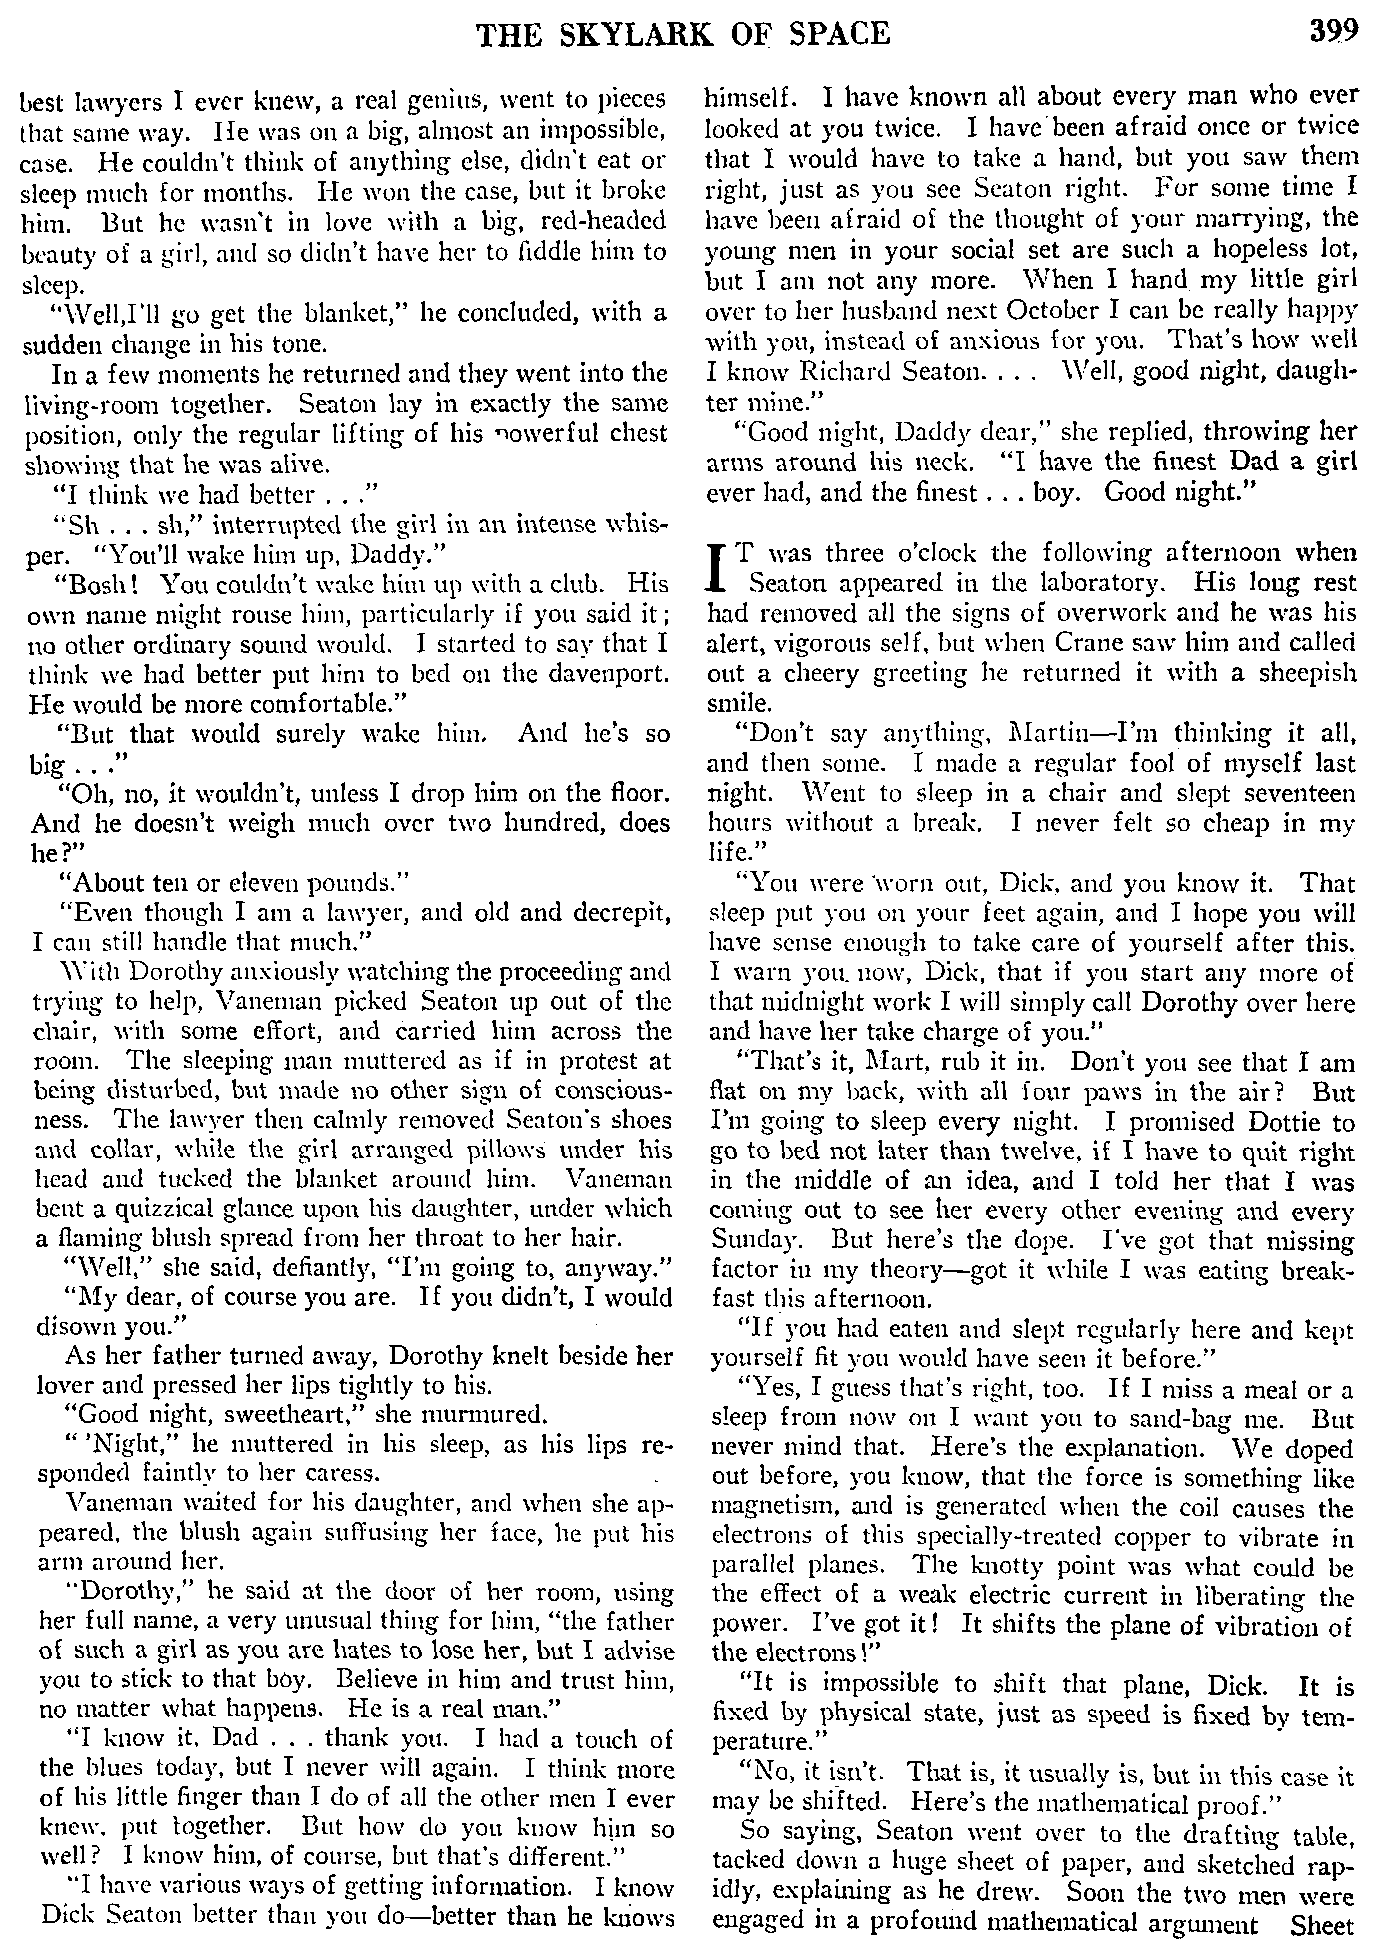 THE SKYLARK OF SPACE
399
best lawyers I ever knew, a real genius, went to pieces
that same way. He was on a big, almost an impossible,
case. He couldn't think of anything else, didn't eat or
sleep much for months. He won the case, but it broke
him. But he wasn't in love with a big, red-headed
beauty of a girl, and so didn't have her to fiddle him to
sleep.
"Well,I'll go get the blanket," he concluded, with a
sudden change in his tone.
In a few moments he returned and they went into the
living-room together. Seaton lay in exactly the same
position, only the regular lifting of his powerful chest
showing that he was alive.
"I think we had better . . ."
"Sh . . . sh," interrupted the girl in an intense whis-
per. "You'll wake him up, Daddy."
"Bosh! You couldn't wake him up with a club. His
own name might rouse him, particularly if you said it;
no other ordinary sound would. I started to say that I
think we had better put him to bed on the davenport.
He would be more comfortable."
"But that would surely wake him. And he's so
big . . ."
"Oh, no, it wouldn't, unless I drop him on the floor.
And he doesn't weigh much over two hundred, does
he?"
"About ten or eleven pounds."
"Even though I am a lawyer, and old and decrepit,
I can still handle that much."
With Dorothy anxiously watching the proceeding and
trying to help, Vaneman picked Seaton up out of the
chair, with some effort, and carried him across the
room. The sleeping man muttered as if in protest at
being disturbed, but made no other sign of conscious-
ness. The lawyer then calmly removed Seaton's shoes
and collar, while the girl arranged pillows under his
head and tucked the blanket around him. Vaneman
bent a quizzical glance upon his daughter, under which
a flaming blush spread from her throat to her hair.
"Well," she said, defiantly, "I'm going to, anyway."
"My dear, of course you are. If you didn't, I would
disown you."
As her father turned away, Dorothy knelt beside her
lover and pressed her lips tightly to his.
"Good night, sweetheart," she murmured.
" 'Night," he muttered in his sleep, as his lips re-
sponded faintly to her caress.
Vaneman waited for his daughter, and when she ap-
peared, the blush again suffusing her face, he put his
arm around her.
"Dorothy," he said at the door of her room, using
her full name, a very unusual thing for him, "the father
of such a girl as you are hates to lose her, but I advise
you to stick to that boy. Believe in him and trust him,
no matter what happens. He is a real man."
"I know it, Dad . . . thank you. I had a touch of
the blues today, but I never will again. I think more
of his little finger than I do of all the other men I ever
knew, put together. But how do you know him so
well? I know him, of course, but that's different."
"I have various ways of getting information. I know
Dick Seaton better than you do—better than he knows
himself. I have known all about every man who ever
looked at you twice. I have been afraid once or twice
that I would have to take a hand, but you saw them
right, just as you see Seaton right. For some time I
have been afraid of the thought of your marrying, the
young men in your social set are such a hopeless lot,
but I am not any more. When I hand my little girl
over to her husband next October I can be really happy
with you, instead of anxious for you. That's how well
I know Richard Seaton. . . . Well, good night, daugh-
ter mine."
"Good night, Daddy dear," she replied, throwing her
arms around his neck. "I have the finest Dad a girl
ever had, and the finest . . . boy. Good night."
IT was three o'clock the following afternoon when
Seaton appeared in the laboratory. His long rest
had removed all the signs of overwork and he was his
alert, vigorous self, but when Crane saw him and called
out a cheery greeting he returned it with a sheepish
smile.
"Don't say anything, Martin—I'm thinking it all,
and then some. I made a regular fool of myself last
night. Went to sleep in a chair and slept seventeen
hours without a break. I never felt so cheap in my
life."
"You were worn out, Dick, and you know it. That
sleep put you on your feet again, and I hope you will
have sense enough to take care of yourself after this.
I warn you now, Dick, that if you start any more of
that midnight work I will simply call Dorothy over here
and have her take charge of you."
"That's it, Mart, rub it in. Don't you see that I am
flat on my back, with all four paws in the air? But
I'm going to sleep every night. I promised Dottie to
go to bed not later than twelve, if I have to quit right
in the middle of an idea, and I told her that I was
coming out to see her every other evening and every
Sunday. But here's the dope. I've got that missing
factor in my theory—got it while I was eating break-
fast this afternoon.
"If you had eaten and slept regularly here and kept
yourself fit you would have seen it before."
"Yes, I guess that's right, too. If I miss a meal or a
sleep from now on I want you to sand-bag me. But
never mind that. Here's the explanation. We doped
out before, you know, that the force is something like
magnetism, and is generated when the coil causes the
electrons of this specially-treated copper to vibrate in
parallel planes. The knotty point was what could be
the effect of a weak electric current in liberating the
power. I've got it! It shifts the plane of vibration of
the electrons!"
"It is impossible to shift that plane, Dick. It is
fixed by physical state, just as speed is fixed by tem-
perature."
"No, it isn't. That is, it usually is, but in this case it
may be shifted. Here's the mathematical proof."
So saying, Seaton went over to the drafting table,
tacked down a huge sheet of paper, and sketched rap-
idly, explaining as he drew. Soon the two men were
engaged in a profound mathematical argument Sheet